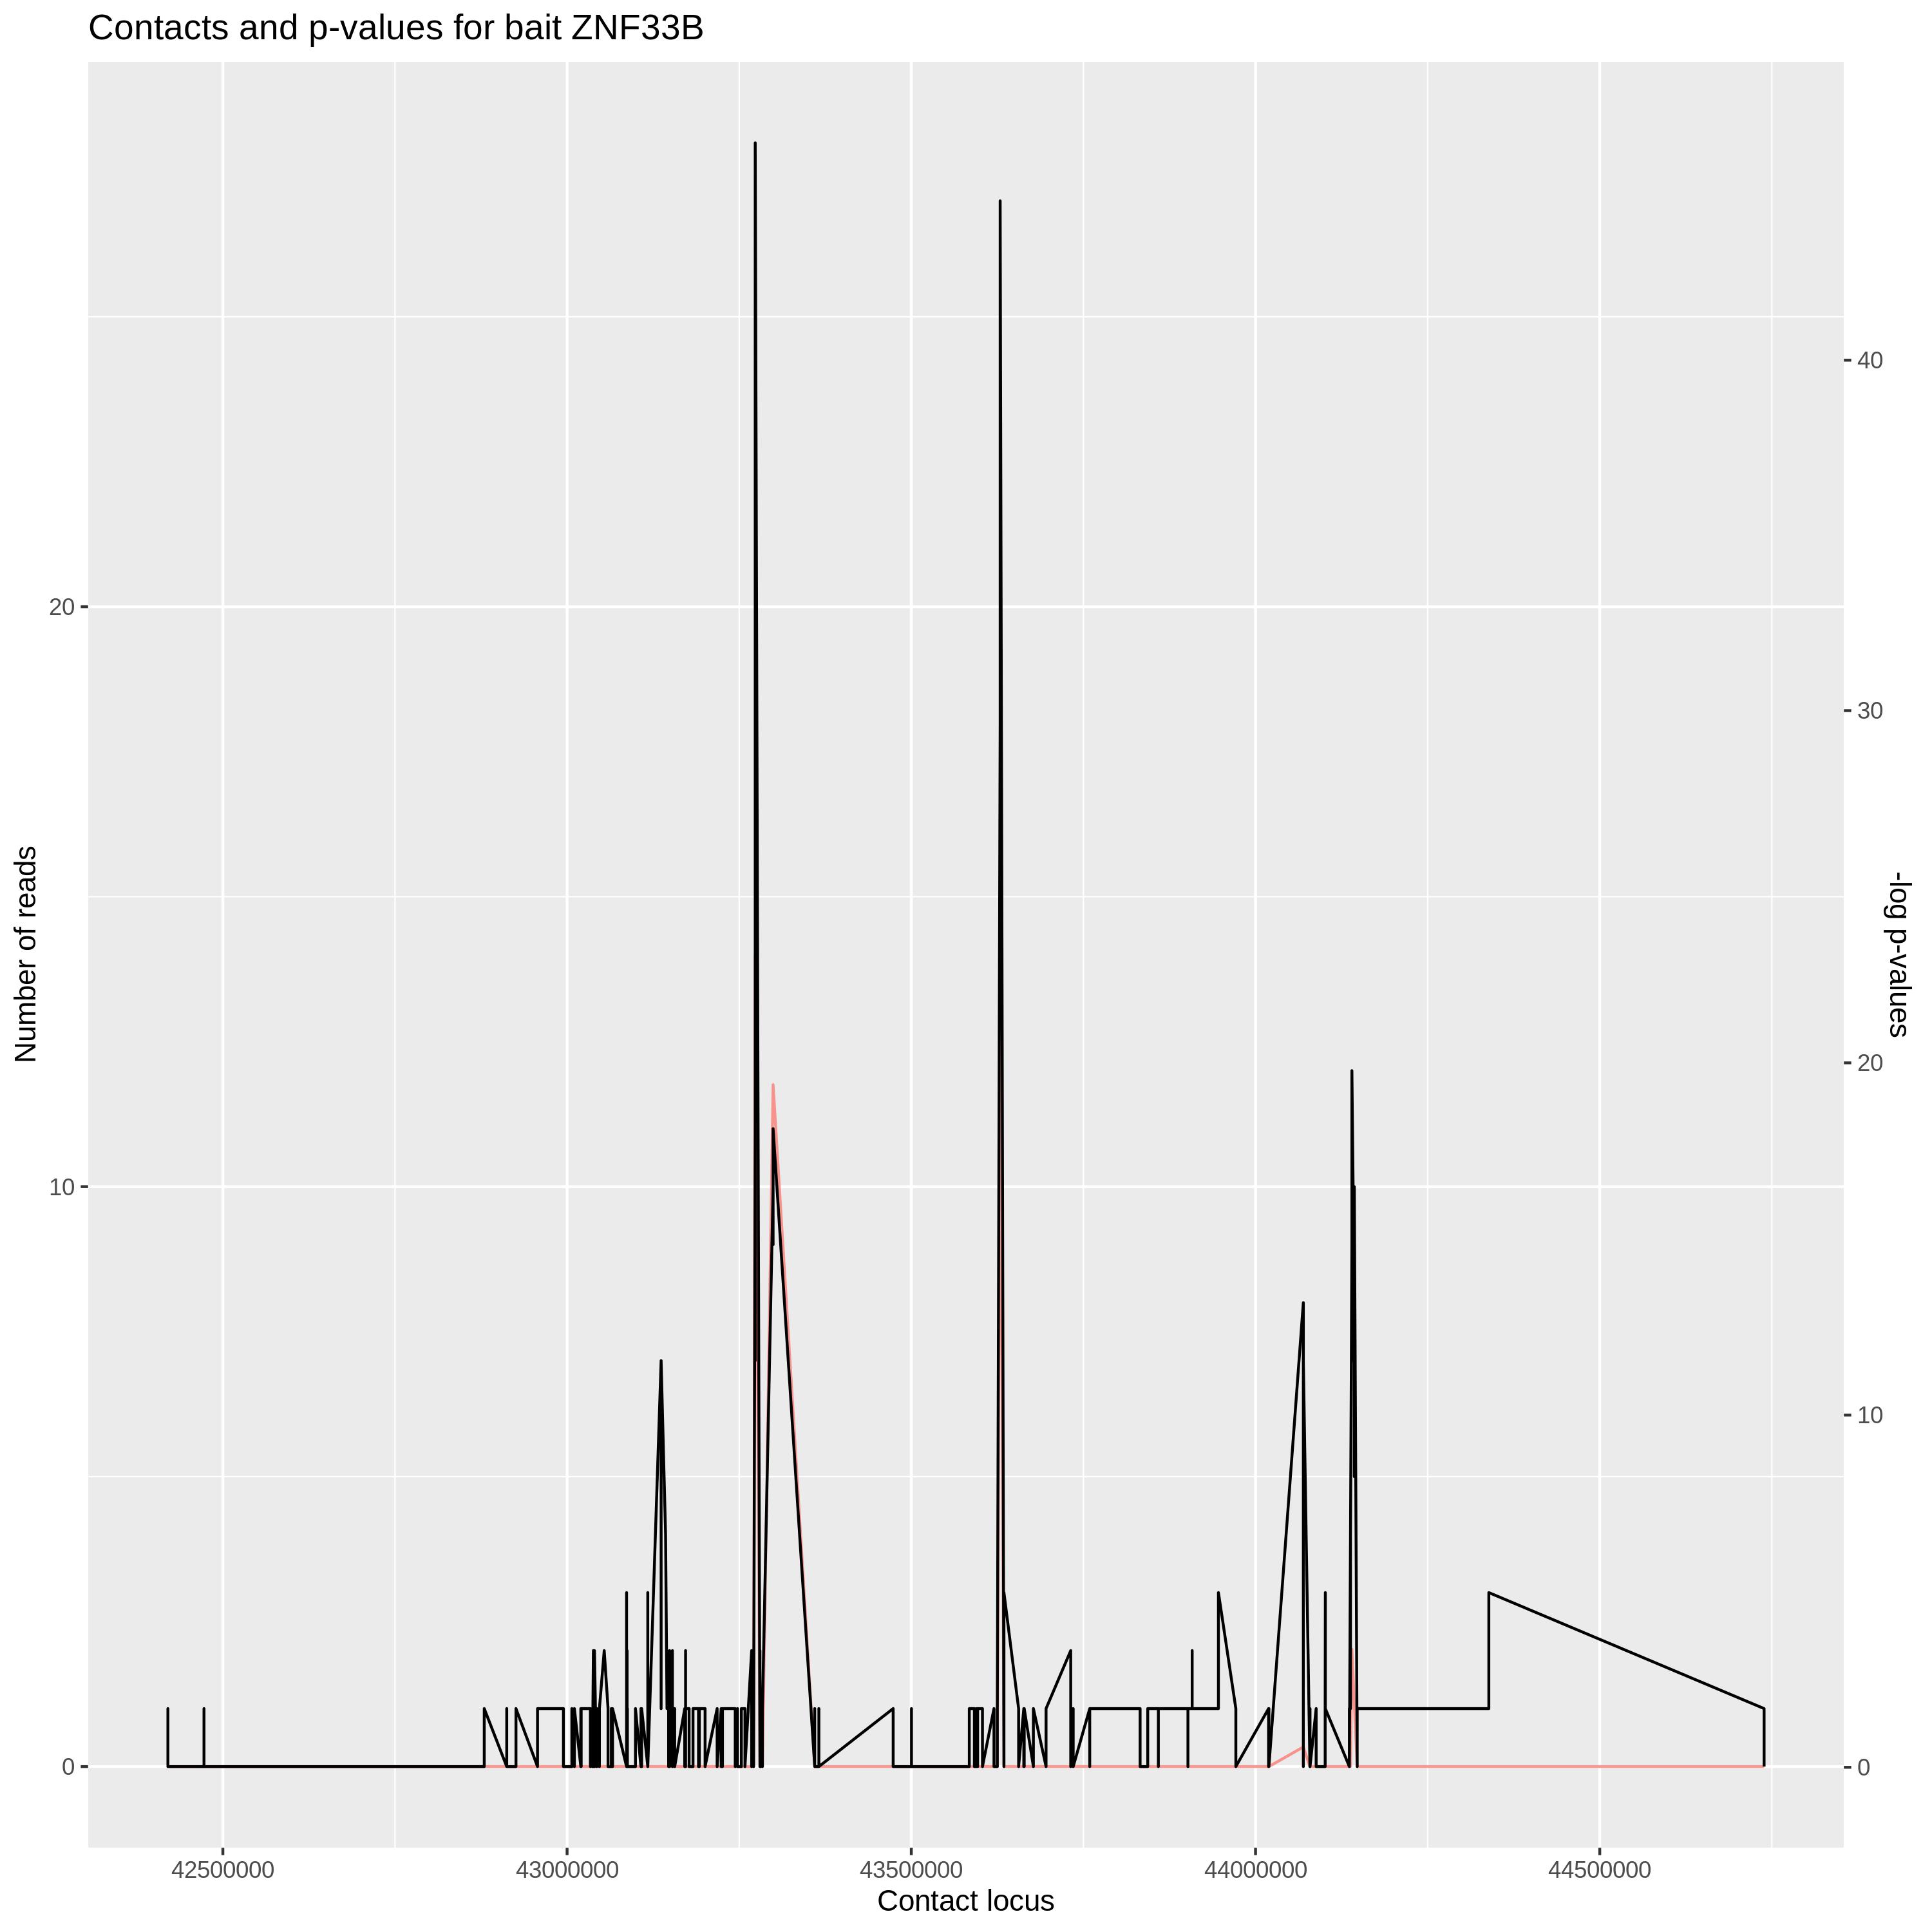 Contacts and p-values for bait ZNF33B
Number of reads
20
10
0
40
30
20
10
0
-log p-values
42500000 43000000 43500000 44000000 44500000
Contact locus